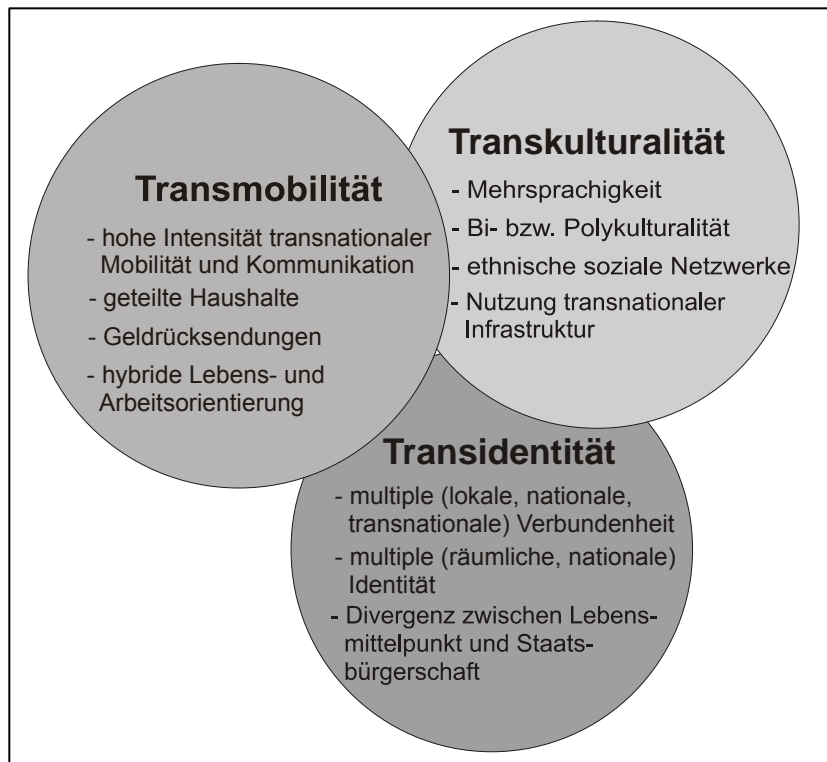 Transmobilität
- hohe Intensität transnationaler
Mobilität und Kommunikation
- geteilte Haushalte
- Geldrücksendungen
- hybride Lebens- und
Arbeitsorientierung
Transkulturalität
- Mehrsprachigkeit
- Bi- bzw. Polykulturalität
- ethnische soziale Netzwerke
- Nutzung transnationaler
Infrastruktur
Transidentität
- multiple (lokale, nationale,
transnationale) Verbundenheit
- multiple (räumliche, nationale)
Identität
- Divergenz zwischen Lebens-
mittelpunkt und Staats-
bürgerschaft